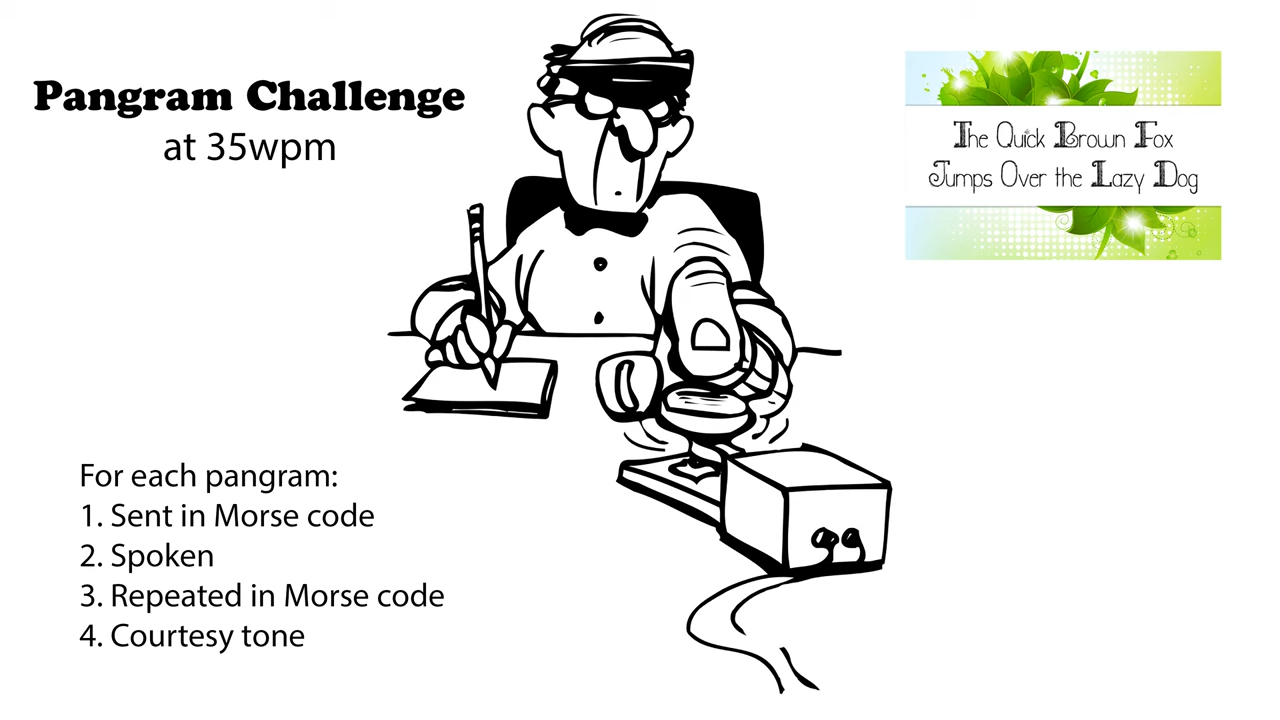 Pangram Challenge
at 35wpm
The Quick Brown Fox
Jumps Over the Lazy Dog
For each pangram:
1. Sent in Morse code
2. Spoken
3. Repeated in Morse code
4. Courtesy tone